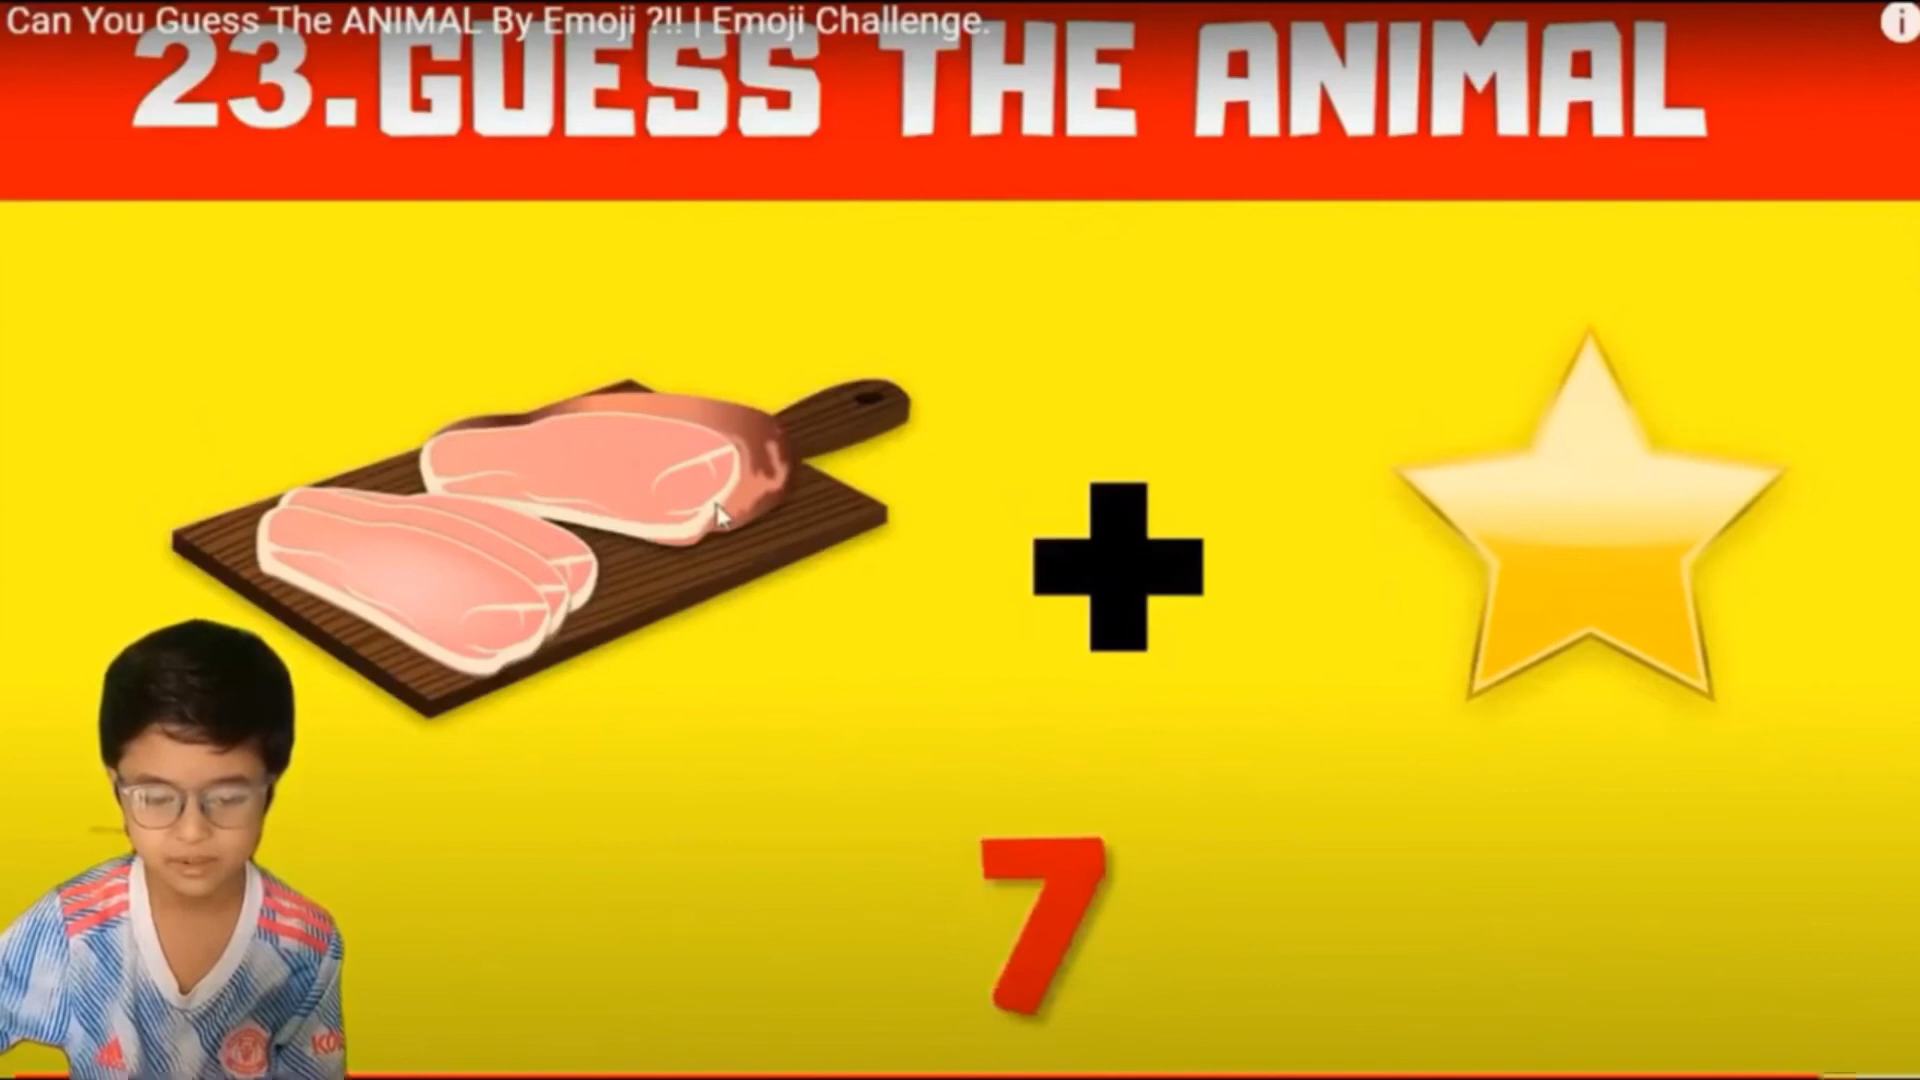 Can You Guess The ANIMAL By Emoji ?!! | Emoji Challenge.
23.GUESS THE ANIMAL
7